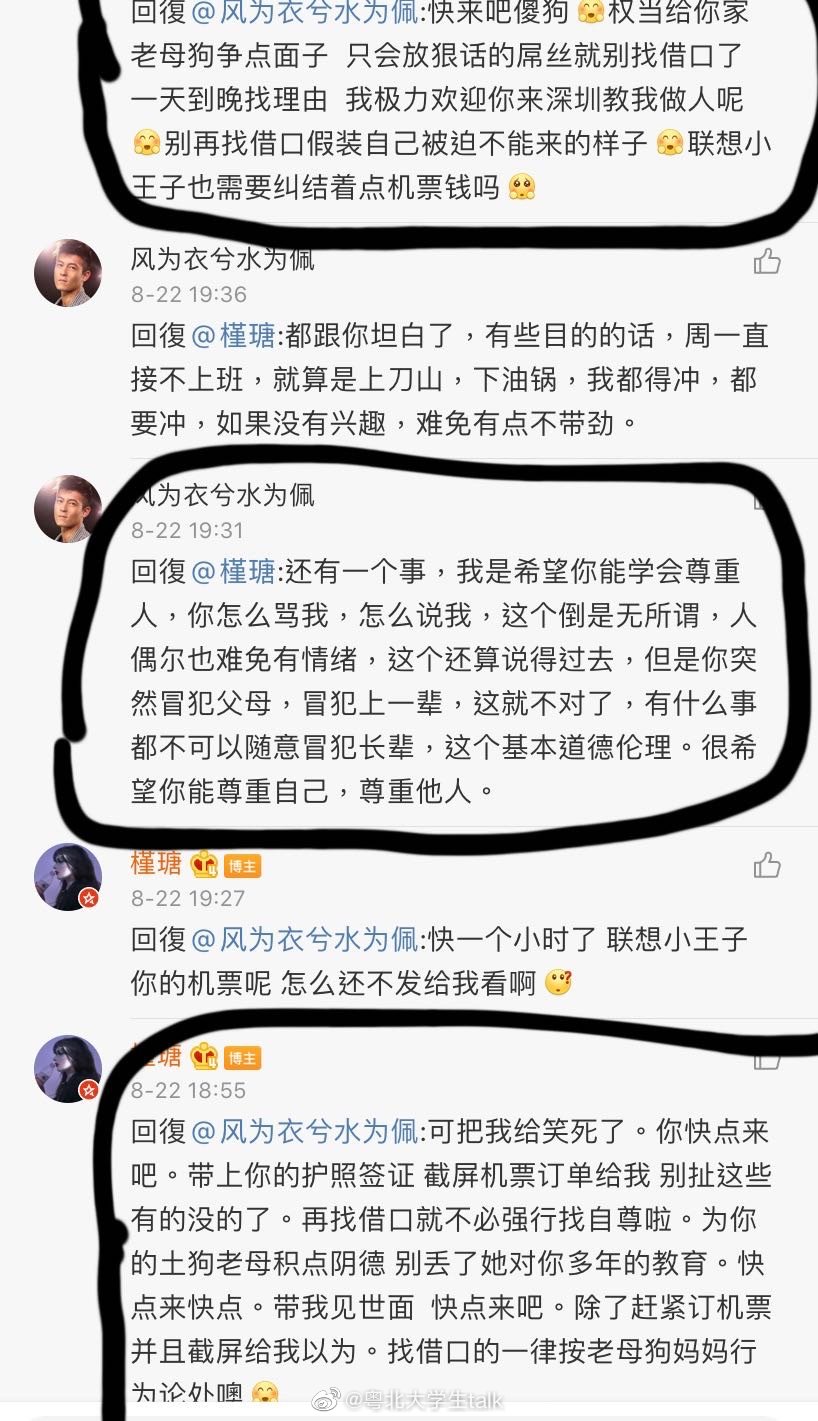 回復@风为衣兮水为佩:快来吧傻狗 权当给你家
老母狗争点面子 只会放狠话的屌丝就别找借口了
一天到晚找理由 我极力欢迎你来深圳教我做人呢
别再找借口假装自己被迫不能来的样子 联想小
王子也需要纠结着点机票钱吗
风为衣兮水为佩
8-22 19:36
回復@槿瑭:都跟你坦白了，有些目的的话，周一直
接不上班，就算是上刀山，下油锅，我都得冲，都
要冲，如果没有兴趣，难免有点不带劲。
风为衣兮水为佩
8-22 19:31
回復@槿瑭:还有一个事，我是希望你能学会尊重
人，你怎么骂我，怎么说我，这个倒是无所谓，人
偶尔也难免有情绪，这个还算说得过去，但是你突
然冒犯父母，冒犯上一辈，这就不对了，有什么事
都不可以随意冒犯长辈，这个基本道德伦理。很希
望你能尊重自己，尊重他人。
槿瑭 博主
8-22 19:27
回復@风为衣兮水为佩:快一个小时了 联想小王子
你的机票呢 怎么还不发给我看啊
槿瑭 博主
8-22 18:55
回復@风为衣兮水为佩:可把我给笑死了。你快点来
吧。带上你的护照签证 截屏机票订单给我 别扯这些
有的没的了。再找借口就不必强行找自尊啦。为你
的土狗老母积点阴德 别丢了她对你多年的教育。快
点来快点。带我见世面 快点来吧。除了赶紧订机票
并且截屏给我以为。找借口的一律按老母狗妈妈行
为论处噢
@粤北大学生talk